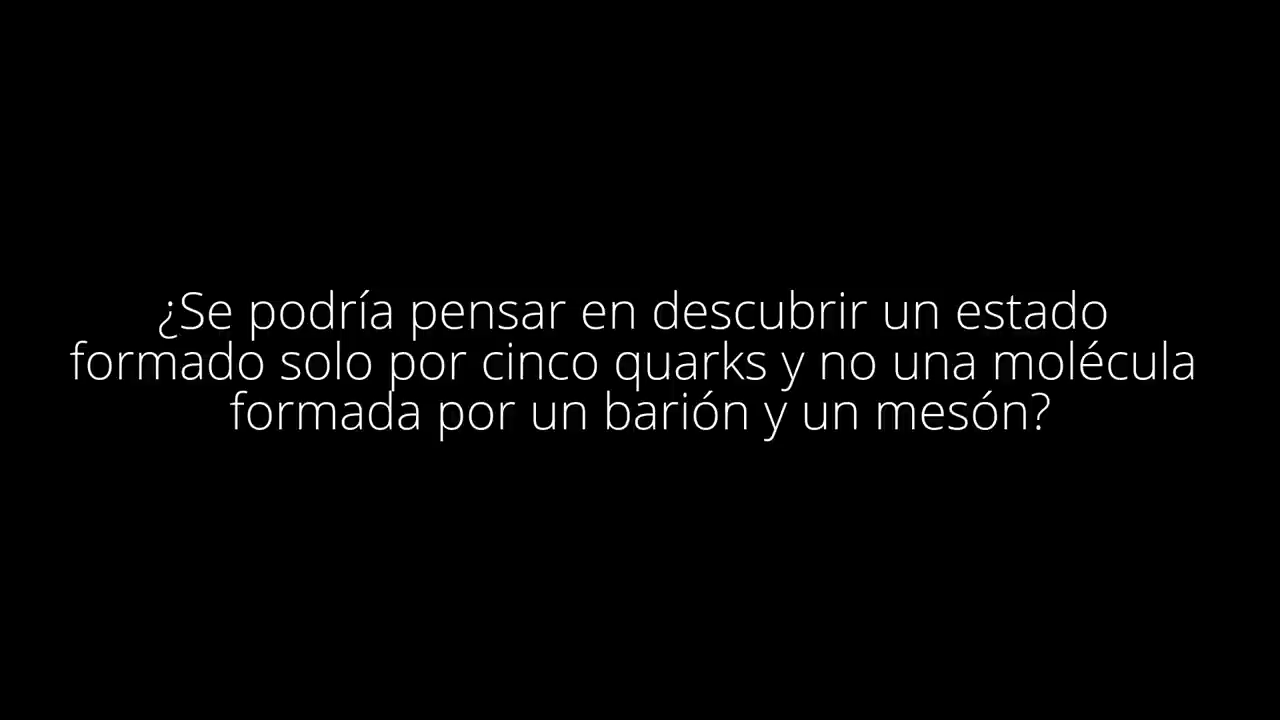 ¿Se podría pensar en descubrir un estado
formado solo por cinco quarks y no una molécula
formada por un barión y un mesón?